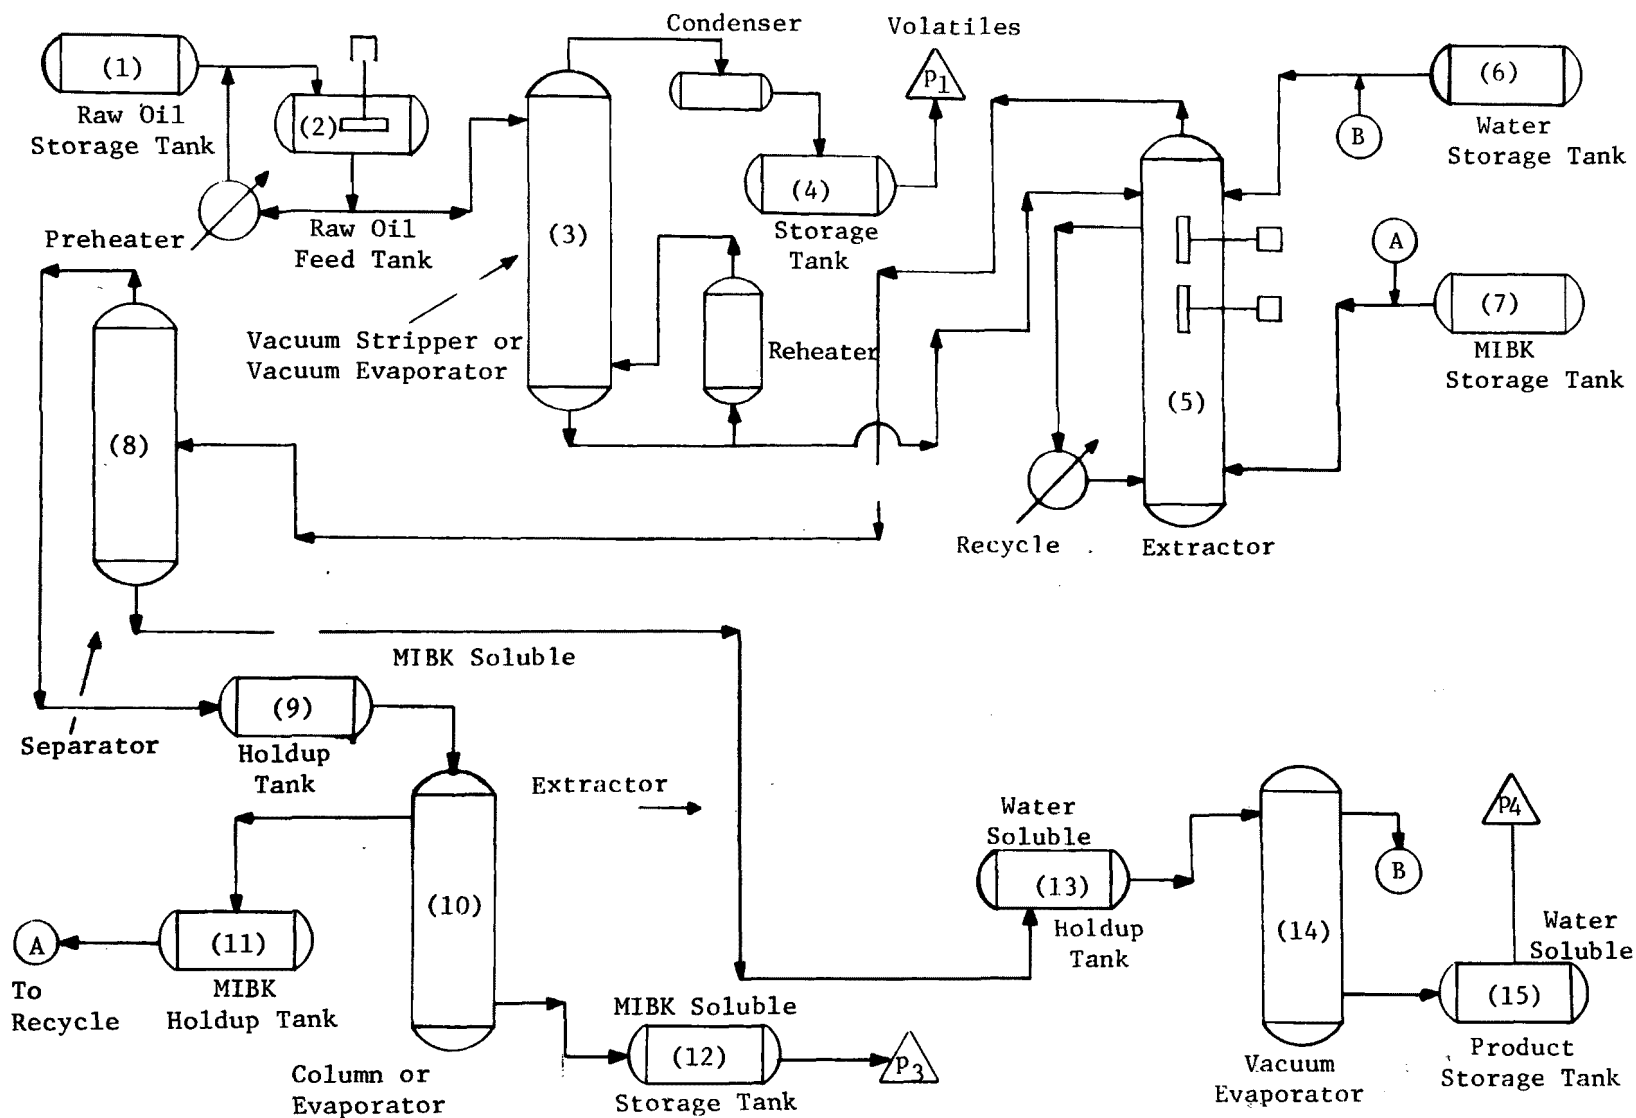 Condenser
Volatiles
p1
(1)
Raw Oil
Storage Tank
(2)
Raw Oil
Feed Tank
Preheater
(3)
Vacuum Stripper or
Vacuum Evaporator
(4)
Storage
Tank
Reheater
(5)
Recycle
Extractor
(6)
Water
Storage Tank
B
A
(7)
MIBK
Storage Tank
(8)
MIBK Soluble
Separator
(9)
Holdup
Tank
Extractor
(10)
Column or
Evaporator
(11)
MIBK
Holdup Tank
A
To
Recycle
MIBK Soluble
(12)
Storage Tank
p3
Water
Soluble
(13)
Holdup
Tank
(14)
Vacuum
Evaporator
B
p4
Water
Soluble
(15)
Product
Storage Tank